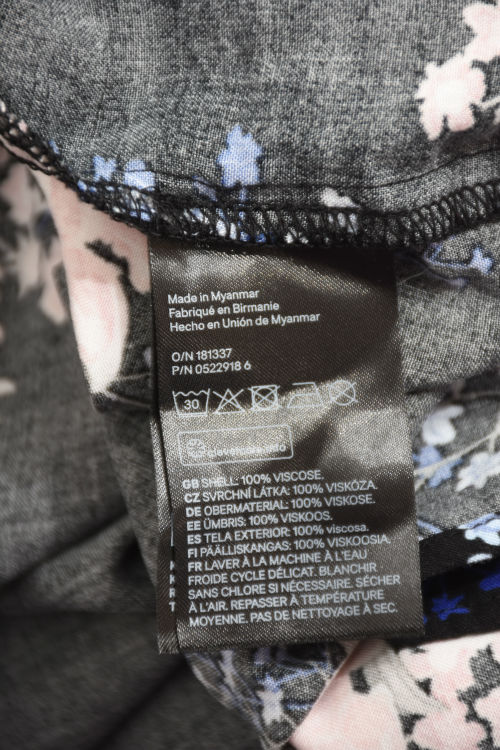 Made in Myanmar
Fabriqué en Birmanie
Hecho en Unión de Myanmar
O/N 181337
P/N 0522918 6
30
GB SHELL: 100% VISCOSE.
CZ SVRCHNÍ LÁTKA: 100% VISKÓZA.
DE OBERMATERIAL: 100% VISKOSE.
EE ÜMBRIS: 100% VISKOOS.
ES TELA EXTERIOR: 100% viscosa.
FI PÄÄLLISKANGAS: 100% VISKOOSIA.
FR LAVER À LA MACHINE À L'EAU
FROIDE CYCLE DÉLICAT. BLANCHIR
SANS CHLORE SI NÉCESSAIRE. SÉCHER
À L'AIR. REPASSER À TEMPÉRATURE
MOYENNE. PAS DE NETTOYAGE À SEC.